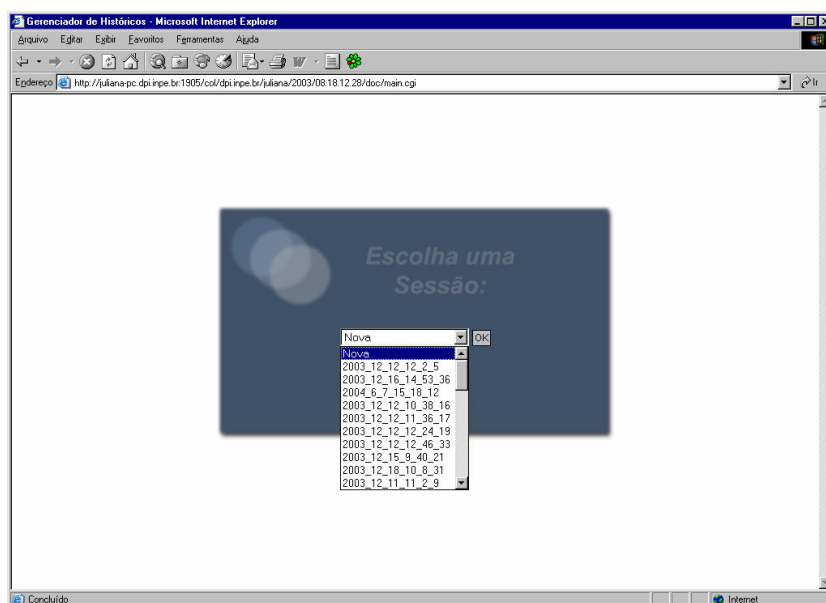 Gerenciador de Históricos - Microsoft Internet Explorer
Arquivo Editar Exibir Favoritos Ferramentas Ajuda
Endereço http://juliana-pc.dpi.inpe.br:1905/col/dpi.inpe.br/juliana/2003/08.18.12.28/doc/main.cgi Ir
Escolha uma
Sessão:
Nova OK
Nova
2003_12_12_12_2_5
2003_12_16_14_53_36
2004_6_7_15_18_12
2003_12_12_10_38_16
2003_12_12_11_36_17
2003_12_12_12_24_19
2003_12_12_12_46_33
2003_12_15_9_40_21
2003_12_18_10_8_31
2003_12_11_11_2_9
Concluído Internet